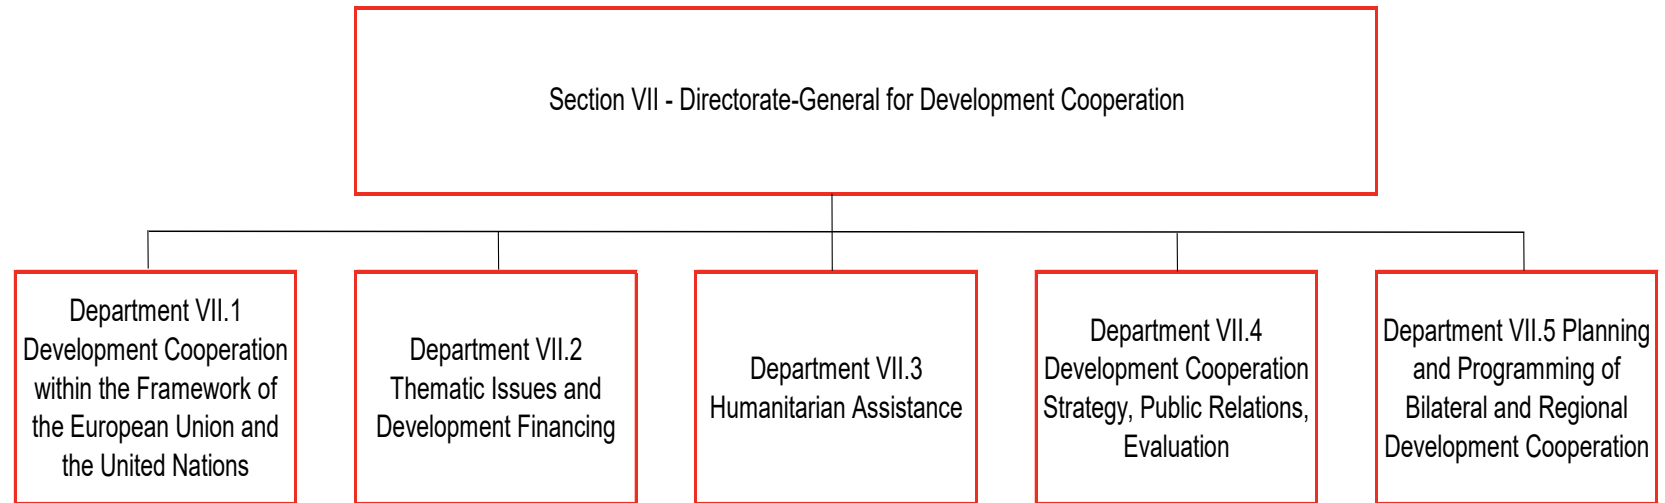 Section VII - Directorate-General for Development Cooperation
Department VII.1
Development Cooperation
within the Framework of
the European Union and
the United Nations
Department VII.2
Thematic Issues and
Development Financing
Department VII.3
Humanitarian Assistance
Department VII.4
Development Cooperation
Strategy, Public Relations,
Evaluation
Department VII.5 Planning
and Programming of
Bilateral and Regional
Development Cooperation